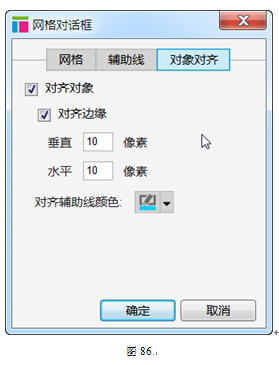 网格对话框
网格 辅助线 对象对齐
对齐对象
对齐边缘
垂直 10 像素
水平 10 像素
对齐辅助线颜色:
确定 取消
图 86.